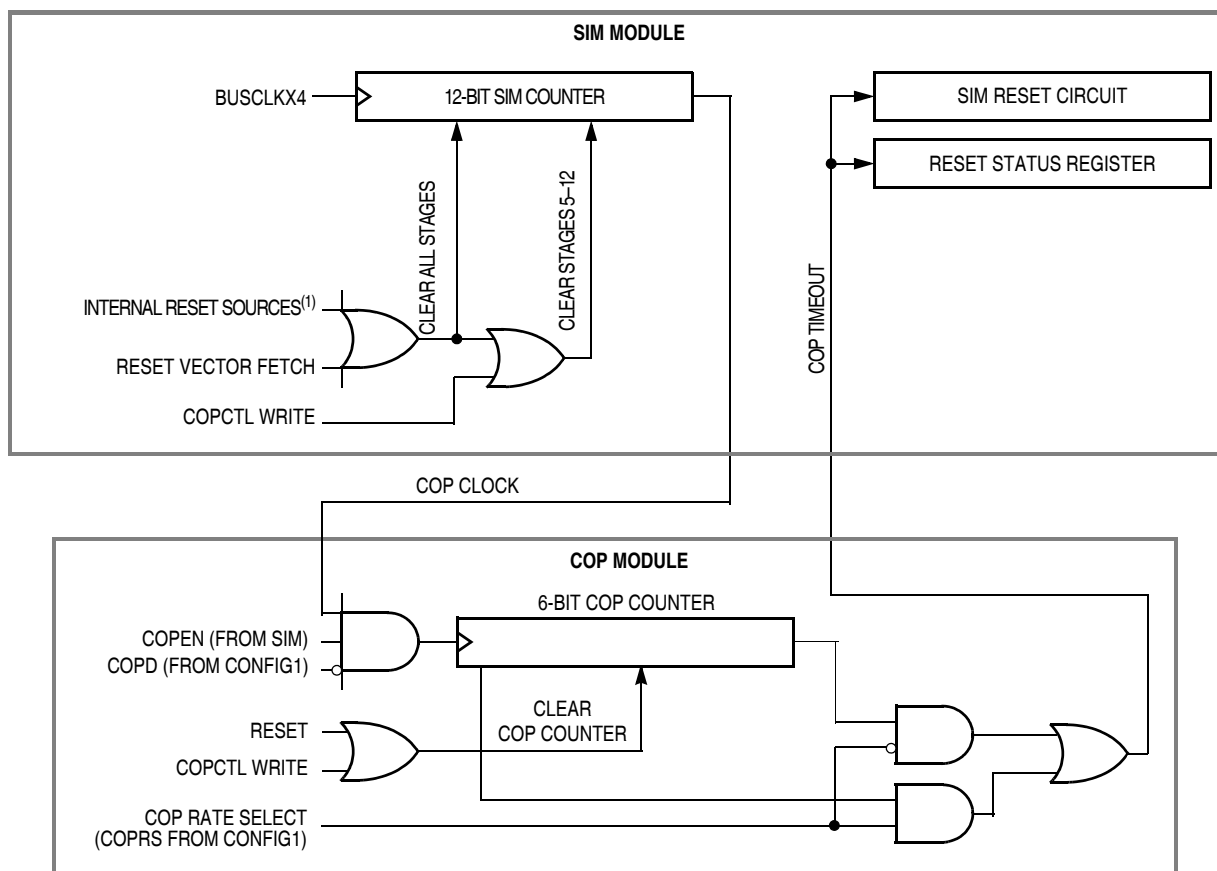 SIM MODULE
BUSCLKX4
12-BIT SIM COUNTER
SIM RESET CIRCUIT
RESET STATUS REGISTER
CLEAR ALL STAGES
CLEAR STAGES 5–12
COP TIMEOUT
INTERNAL RESET SOURCES(1)
RESET VECTOR FETCH
COPCTL WRITE
COP CLOCK
COP MODULE
6-BIT COP COUNTER
COPEN (FROM SIM)
COPD (FROM CONFIG1)
CLEAR
COP COUNTER
RESET
COPCTL WRITE
COP RATE SELECT
(COPRS FROM CONFIG1)